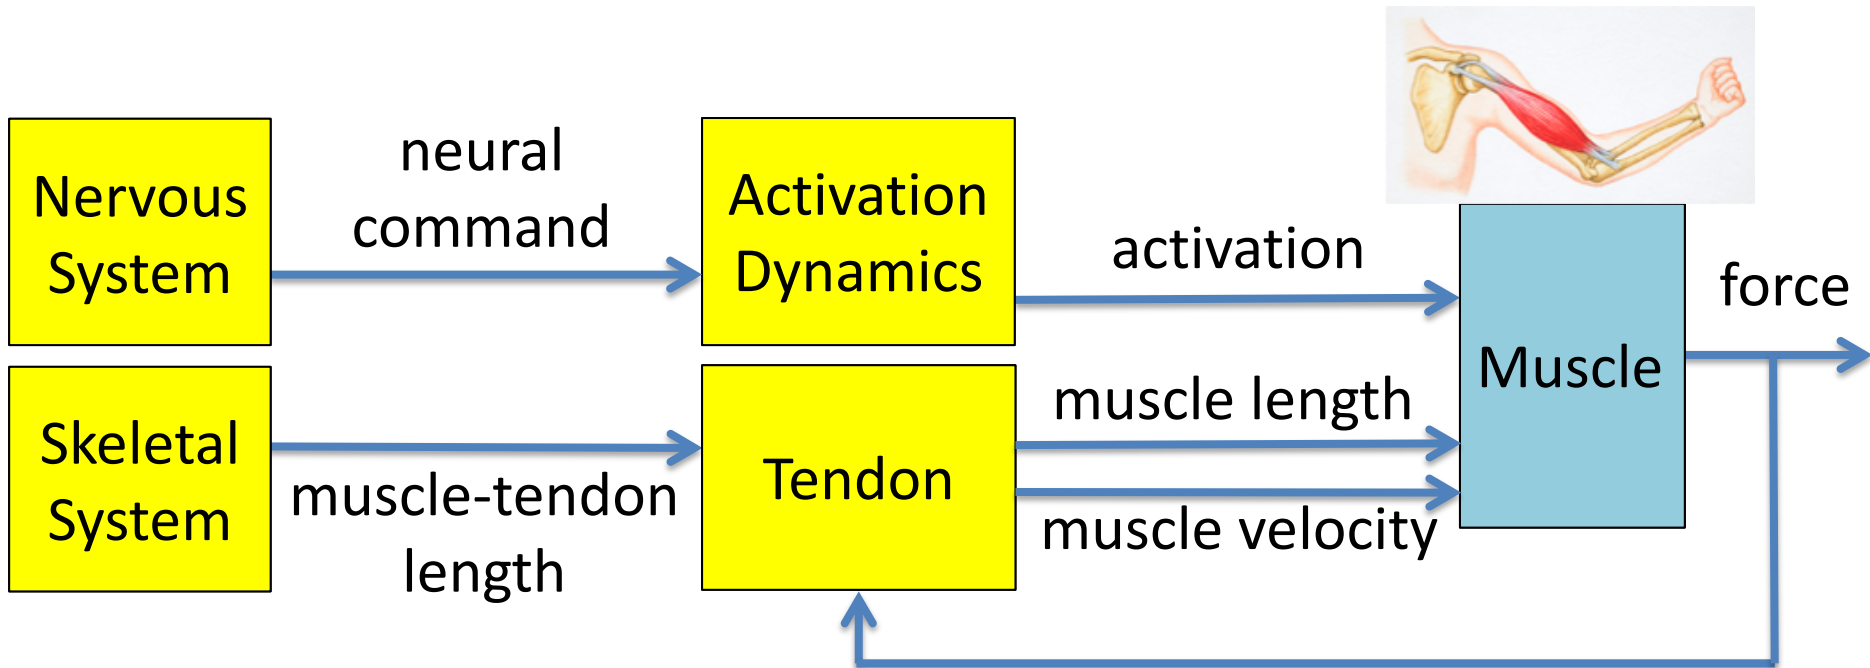 Nervous
System
neural
command
Activation
Dynamics
activation
Muscle
force
Skeletal
System
muscle-tendon
length
Tendon
muscle length
muscle velocity